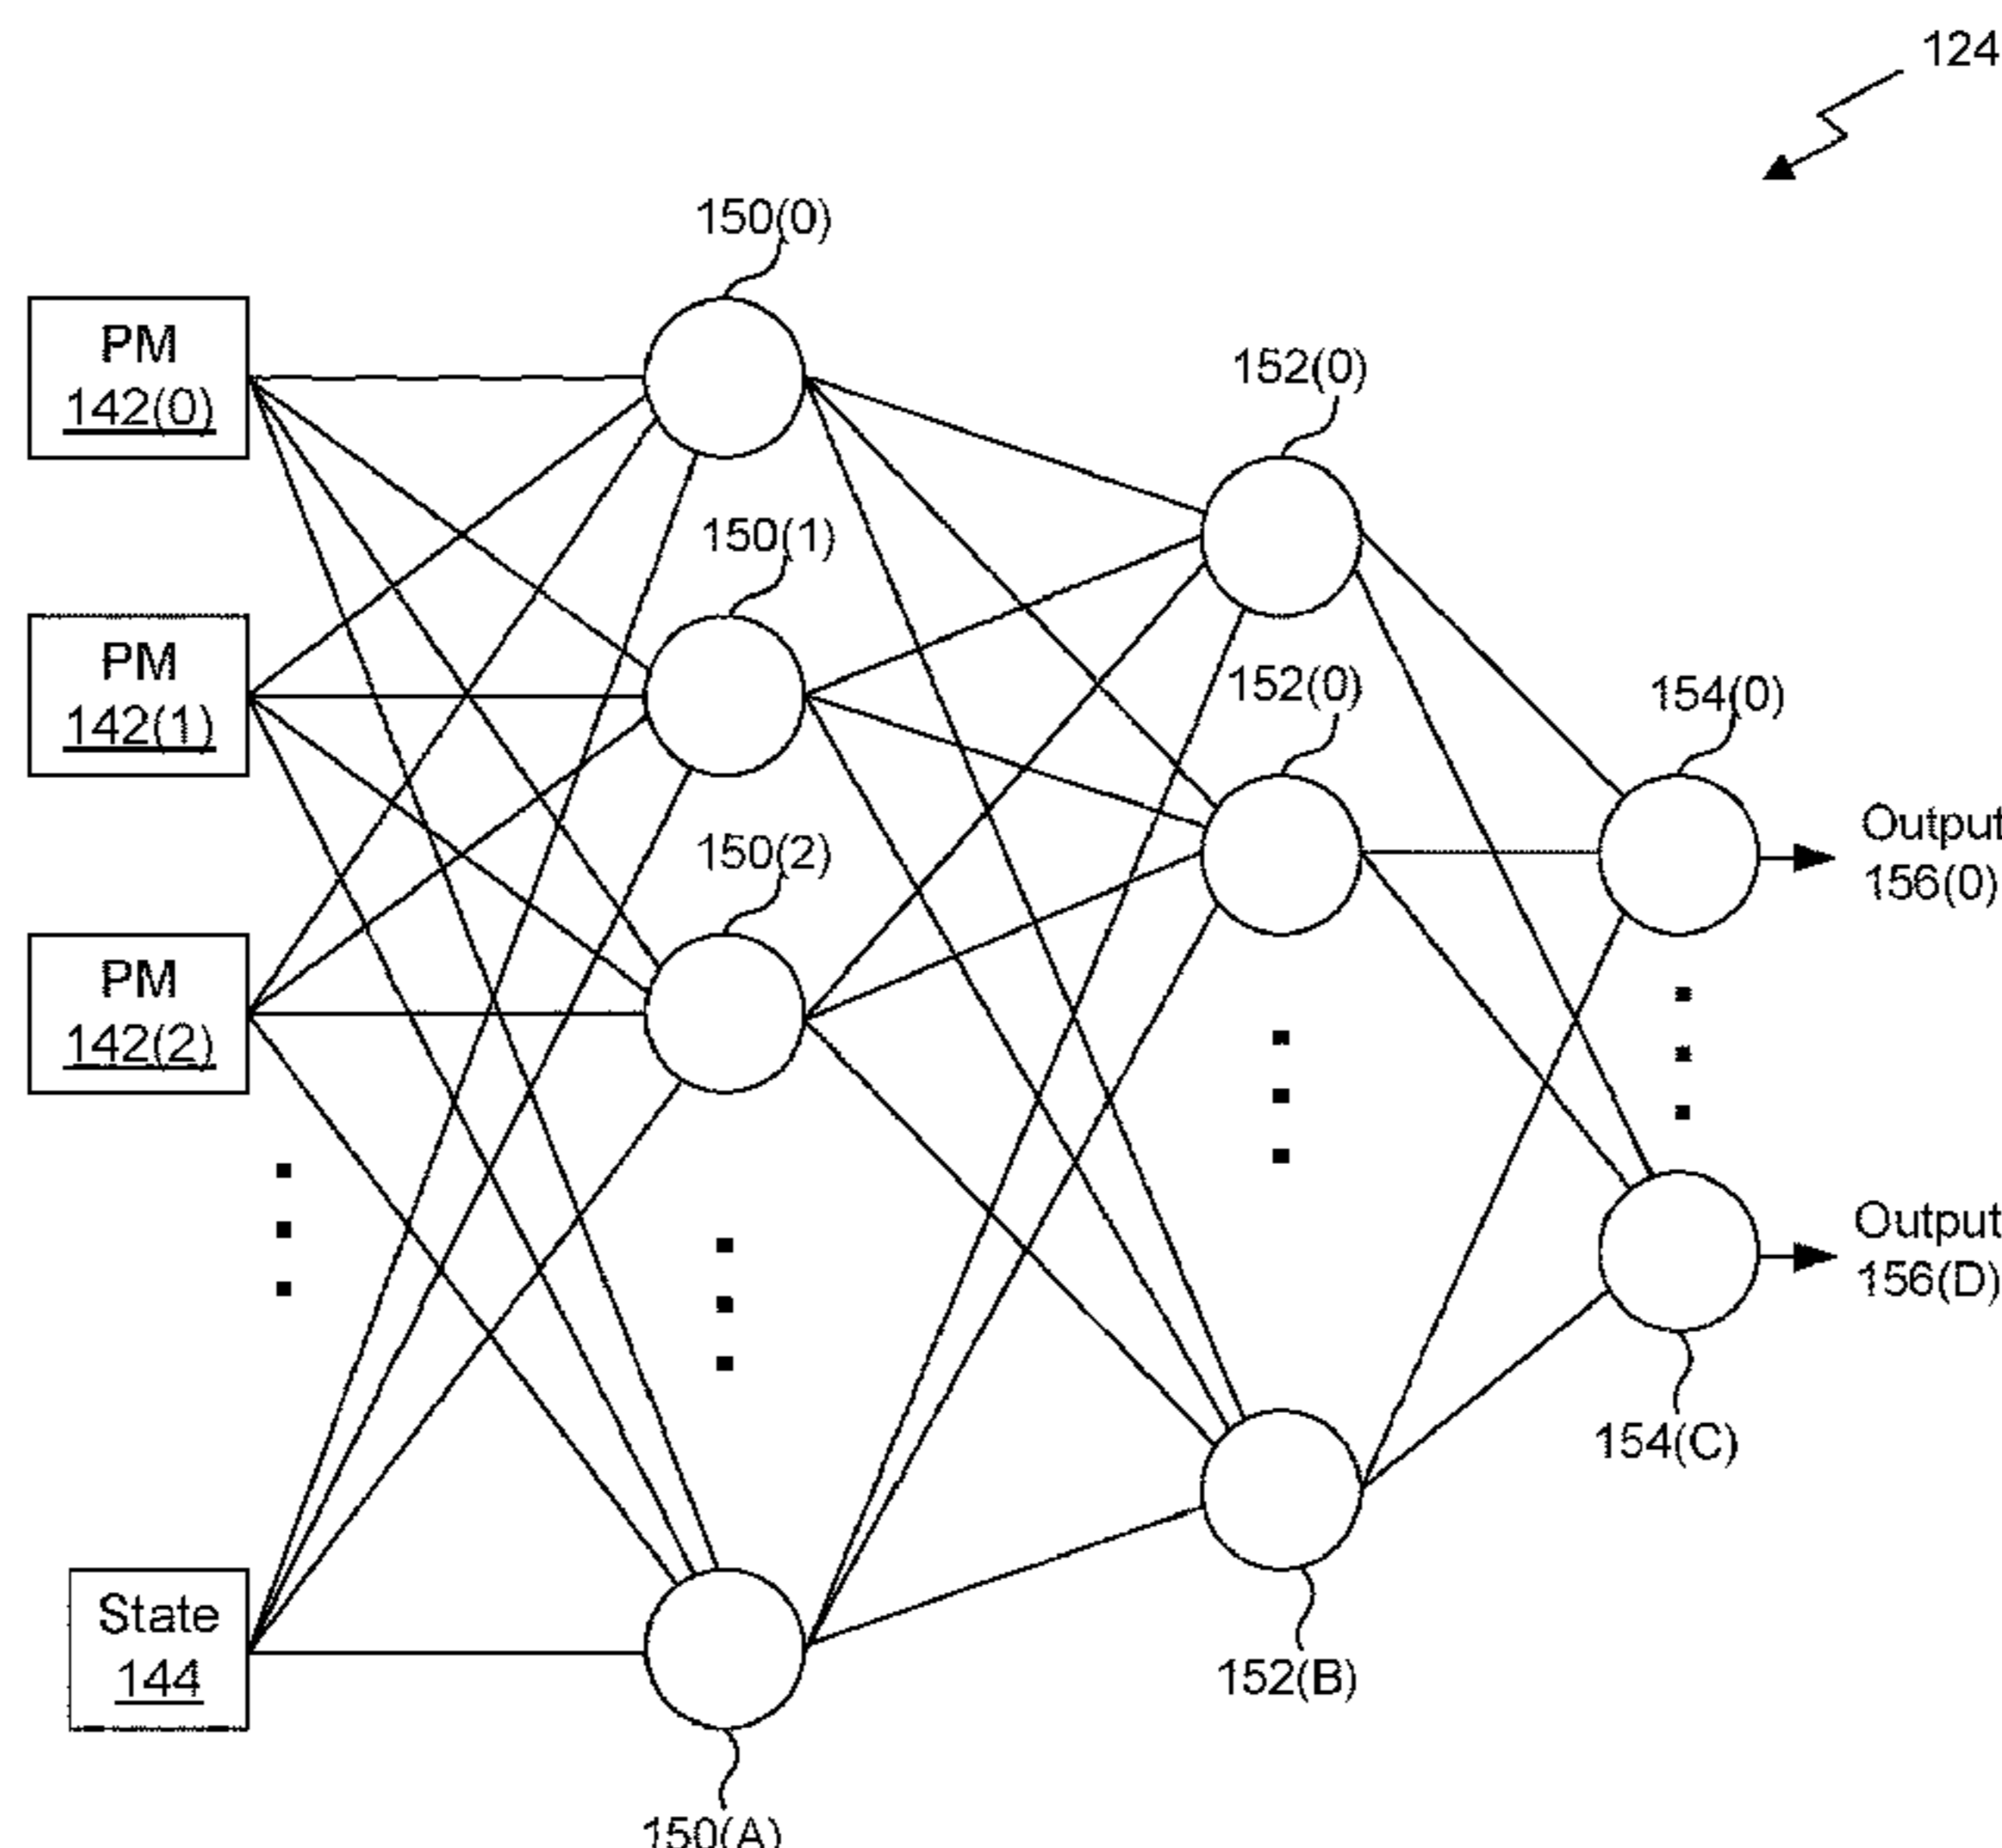 124
150(0)
PM
142(0)
152(0)
150(1)
PM
142(1)
152(0)
154(0)
150(2)
Output
156(0)
PM
142(2)
Output
156(D)
154(C)
State
144
152(B)
150(A)